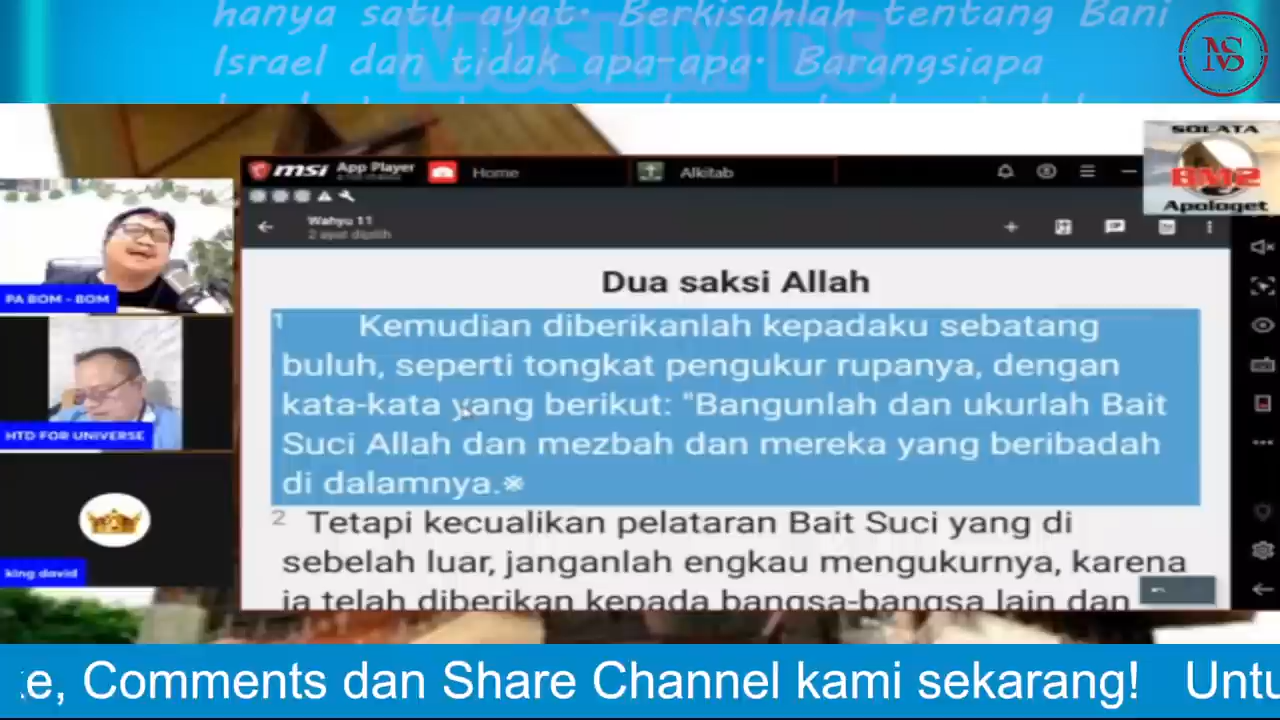 hanya satu ayat. Berkisahlah tentang Bani
Israel dan tidak apa-apa. Barangsiapa
MUSLIM DS
MS
SOLATA
BM2
Apologet
msi App Player
Home
Alkitab
Wahyu 11
2 ayat dipilih
PA BOM - BOM
HTD FOR UNIVERSE
king david
Dua saksi Allah
1 Kemudian diberikanlah kepadaku sebatang
buluh, seperti tongkat pengukur rupanya, dengan
kata-kata yang berikut: "Bangunlah dan ukurlah Bait
Suci Allah dan mezbah dan mereka yang beribadah
di dalamnya.※
2 Tetapi kecualikan pelataran Bait Suci yang di
sebelah luar, janganlah engkau mengukurnya, karena
ia telah diberikan kepada bangsa-bangsa lain dan
e, Comments dan Share Channel kami sekarang! Untu